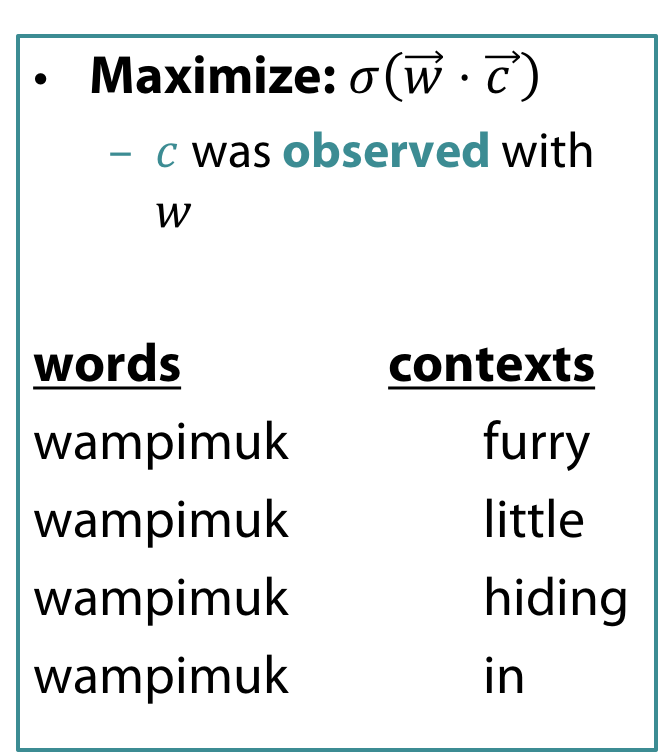 • Maximize: σ(w⃗ · c⃗)
– c was observed with
w
words contexts
wampimuk furry
wampimuk little
wampimuk hiding
wampimuk in